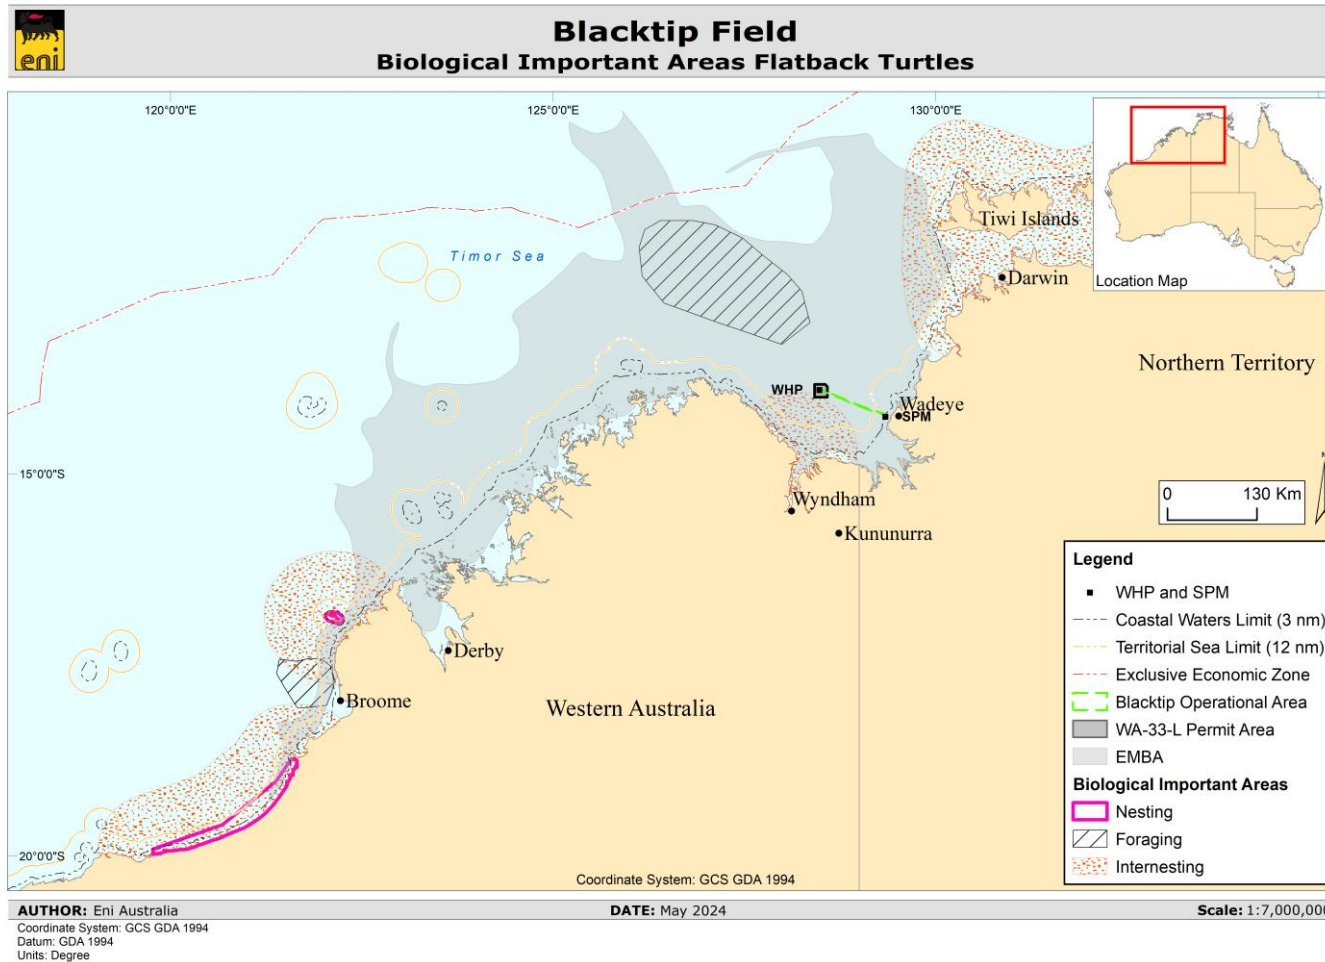 eni
Blacktip Field
Biological Important Areas Flatback Turtles
120°0'0"E
125°0'0"E
130°0'0"E
Timor Sea
Tiwi Islands
Darwin
Location Map
Northern Territory
WHP
Wadeye
SPM
15°0'0"S
Wyndham
Kununurra
0 130 Km
Derby
Broome
Western Australia
20°0'0"S
Coordinate System: GCS GDA 1994
Legend
WHP and SPM
Coastal Waters Limit (3 nm)
Territorial Sea Limit (12 nm)
Exclusive Economic Zone
Blacktip Operational Area
WA-33-L Permit Area
EMBA
Biological Important Areas
Nesting
Foraging
Internesting
AUTHOR: Eni Australia
DATE: May 2024
Scale: 1:7,000,000
Coordinate System: GCS GDA 1994
Datum: GDA 1994
Units: Degree